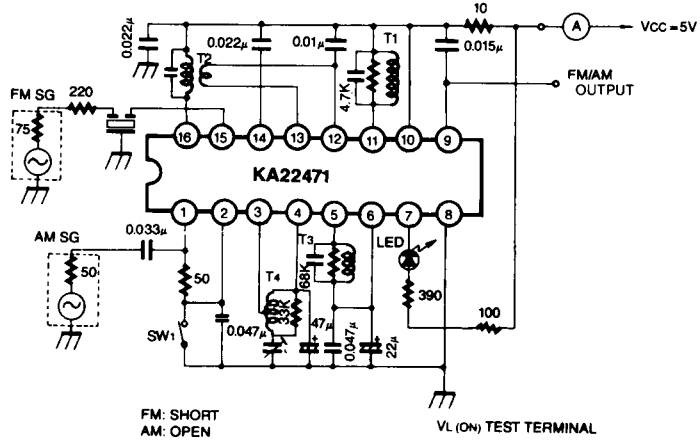 10
A
VCC = 5V
0.022μ
0.022μ
0.01μ
T1
0.015μ
T2
FM/AM
OUTPUT
FM SG
220
4.7K
75
16
15
14
13
12
11
10
9
KA22471
1
2
3
4
5
6
7
8
0.033μ
AM SG
T3
LED
50
50
T4
68K
33K
390
100
SW1
0.047μ
47μ
0.047μ
22μ
FM: SHORT
AM: OPEN
VL (ON) TEST TERMINAL